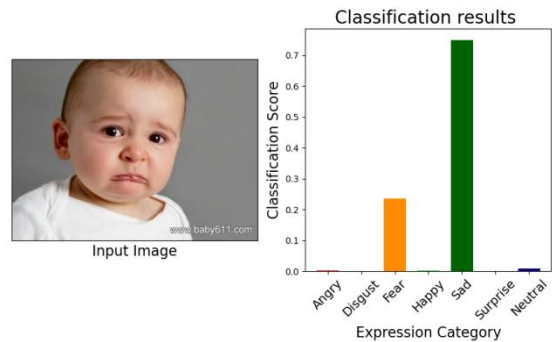 Classification results
www.baby611.com
Input Image
Classification Score
0.7
0.6
0.5
0.4
0.3
0.2
0.1
0.0
Angry
Disgust
Fear
Happy
Sad
Surprise
Neutral
Expression Category